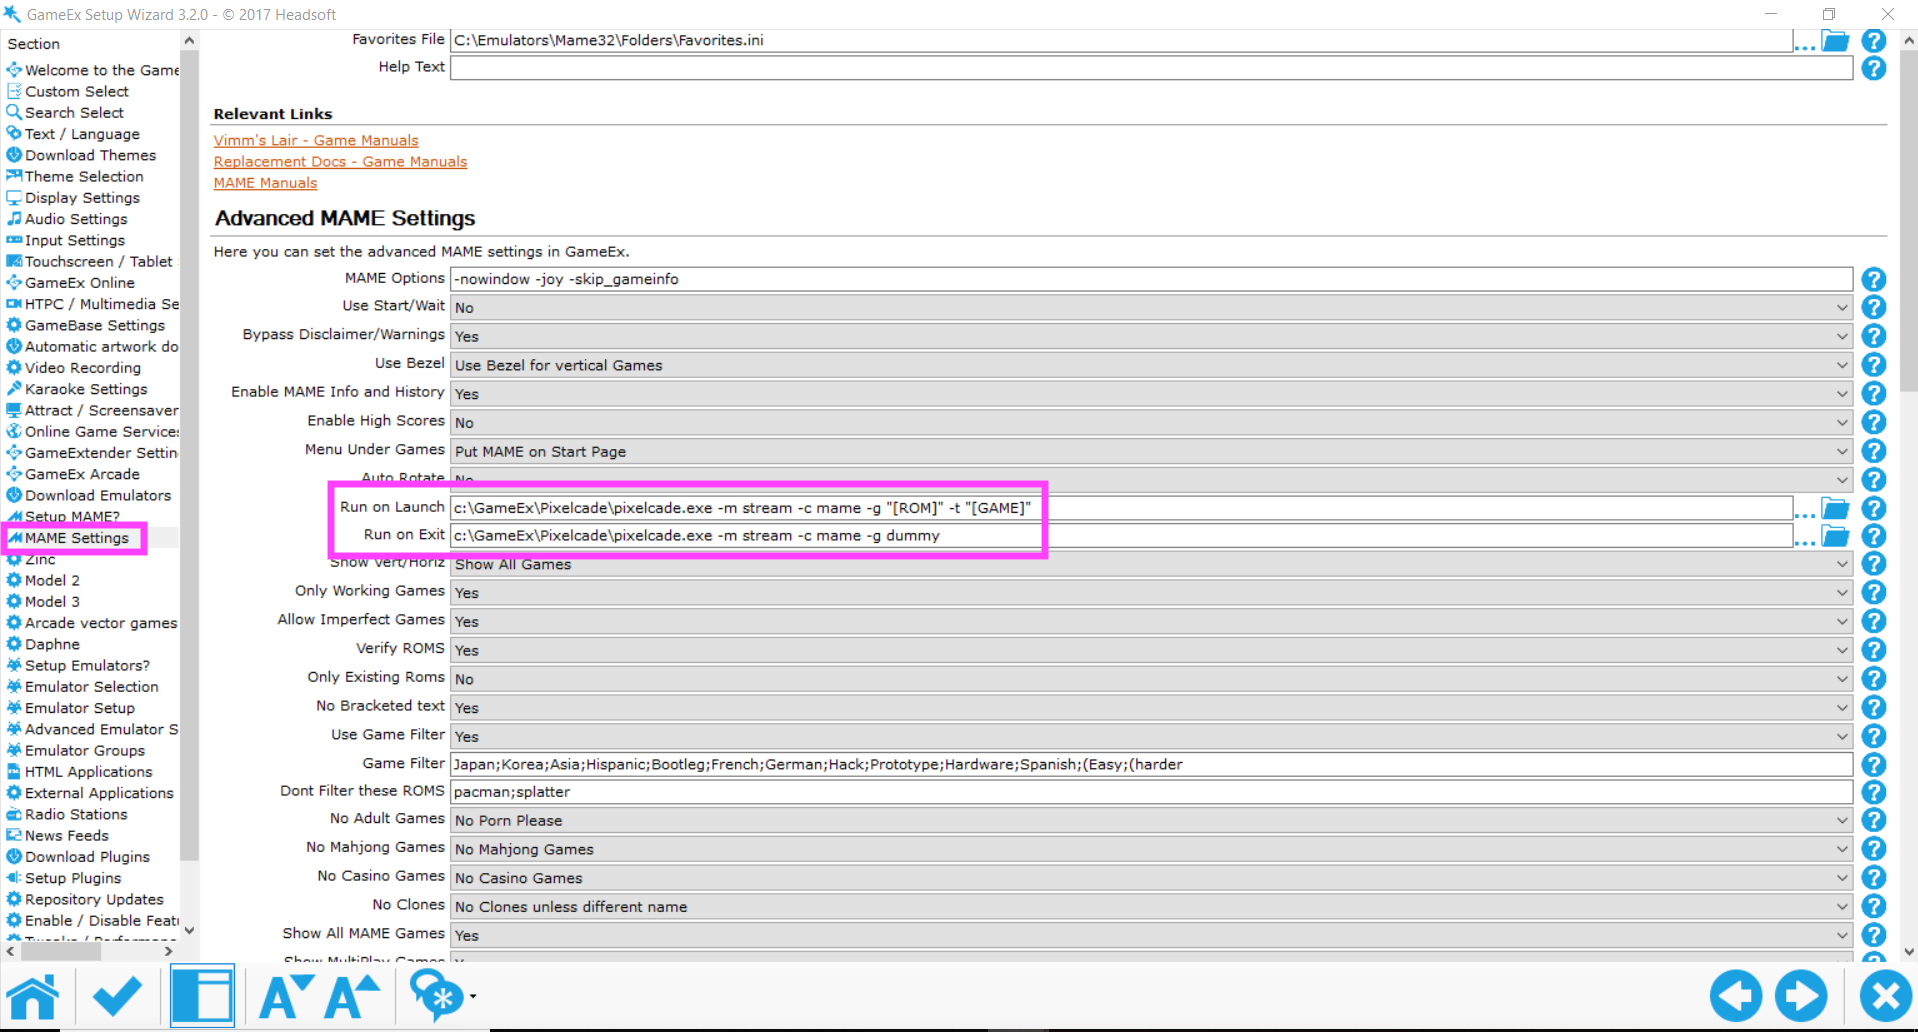 GameEx Setup Wizard 3.2.0 - © 2017 Headsoft
Section
Welcome to the Game
Custom Select
Search Select
Text / Language
Download Themes
Theme Selection
Display Settings
Audio Settings
Input Settings
Touchscreen / Tablet
GameEx Online
HTPC / Multimedia Se
GameBase Settings
Automatic artwork do
Video Recording
Karaoke Settings
Attract / Screensaver
Online Game Services
GameExtender Settin
GameEx Arcade
Download Emulators
Setup MAME?
MAME Settings
Zinc
Model 2
Model 3
Arcade vector games
Daphne
Setup Emulators?
Emulator Selection
Emulator Setup
Advanced Emulator S
Emulator Groups
HTML Applications
External Applications
Radio Stations
News Feeds
Download Plugins
Setup Plugins
Repository Updates
Enable / Disable Featu
Tweaks / Performanc
Favorites File C:\Emulators\Mame32\Folders\Favorites.ini ...
Help Text
Relevant Links
Vimm's Lair - Game Manuals
Replacement Docs - Game Manuals
MAME Manuals
Advanced MAME Settings
Here you can set the advanced MAME settings in GameEx.
MAME Options -nowindow -joy -skip_gameinfo
Use Start/Wait No
Bypass Disclaimer/Warnings Yes
Use Bezel Use Bezel for vertical Games
Enable MAME Info and History Yes
Enable High Scores No
Menu Under Games Put MAME on Start Page
Auto Rotate No
Run on Launch c:\GameEx\Pixelcade\pixelcade.exe -m stream -c mame -g "[ROM]" -t "[GAME]" ...
Run on Exit c:\GameEx\Pixelcade\pixelcade.exe -m stream -c mame -g dummy ...
Show Vert/Horiz Show All Games
Only Working Games Yes
Allow Imperfect Games Yes
Verify ROMS Yes
Only Existing Roms No
No Bracketed text Yes
Use Game Filter Yes
Game Filter Japan;Korea;Asia;Hispanic;Bootleg;French;German;Hack;Prototype;Hardware;Spanish;(Easy;(harder
Dont Filter these ROMS pacman;splatter
No Adult Games No Porn Please
No Mahjong Games No Mahjong Games
No Casino Games No Casino Games
No Clones No Clones unless different name
Show All MAME Games Yes
Show MultiPlay Games
A A